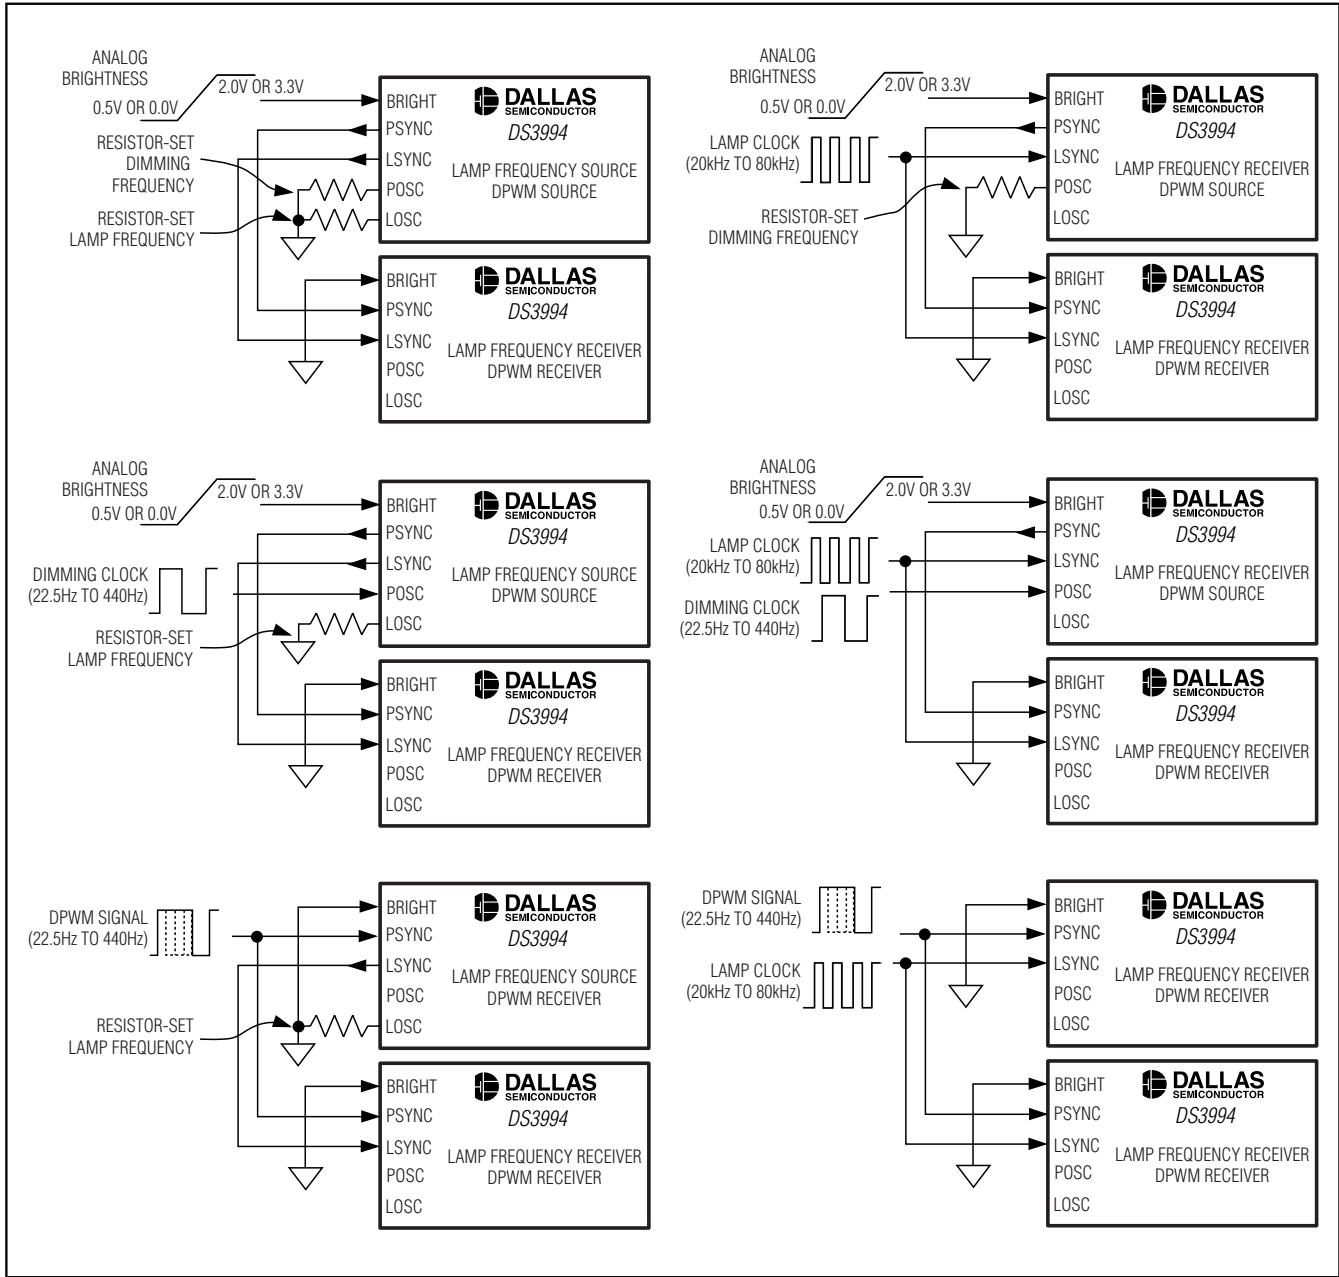 ANALOG
BRIGHTNESS
0.5V OR 0.0V
2.0V OR 3.3V
RESISTOR-SET
DIMMING
FREQUENCY
RESISTOR-SET
LAMP FREQUENCY
BRIGHT
PSYNC
LSYNC
POSC
LOSC
DALLAS
SEMICONDUCTOR
DS3994
LAMP FREQUENCY SOURCE
DPWM SOURCE
BRIGHT
PSYNC
LSYNC
POSC
LOSC
DALLAS
SEMICONDUCTOR
DS3994
LAMP FREQUENCY RECEIVER
DPWM RECEIVER
ANALOG
BRIGHTNESS
0.5V OR 0.0V
2.0V OR 3.3V
LAMP CLOCK
(20kHz TO 80kHz)
RESISTOR-SET
DIMMING FREQUENCY
BRIGHT
PSYNC
LSYNC
POSC
LOSC
DALLAS
SEMICONDUCTOR
DS3994
LAMP FREQUENCY RECEIVER
DPWM SOURCE
BRIGHT
PSYNC
LSYNC
POSC
LOSC
DALLAS
SEMICONDUCTOR
DS3994
LAMP FREQUENCY RECEIVER
DPWM RECEIVER
ANALOG
BRIGHTNESS
0.5V OR 0.0V
2.0V OR 3.3V
DIMMING CLOCK
(22.5Hz TO 440Hz)
RESISTOR-SET
LAMP FREQUENCY
BRIGHT
PSYNC
LSYNC
POSC
LOSC
DALLAS
SEMICONDUCTOR
DS3994
LAMP FREQUENCY SOURCE
DPWM SOURCE
BRIGHT
PSYNC
LSYNC
POSC
LOSC
DALLAS
SEMICONDUCTOR
DS3994
LAMP FREQUENCY RECEIVER
DPWM RECEIVER
ANALOG
BRIGHTNESS
0.5V OR 0.0V
2.0V OR 3.3V
LAMP CLOCK
(20kHz TO 80kHz)
DIMMING CLOCK
(22.5Hz TO 440Hz)
BRIGHT
PSYNC
LSYNC
POSC
LOSC
DALLAS
SEMICONDUCTOR
DS3994
LAMP FREQUENCY RECEIVER
DPWM SOURCE
BRIGHT
PSYNC
LSYNC
POSC
LOSC
DALLAS
SEMICONDUCTOR
DS3994
LAMP FREQUENCY RECEIVER
DPWM RECEIVER
DPWM SIGNAL
(22.5Hz TO 440Hz)
RESISTOR-SET
LAMP FREQUENCY
BRIGHT
PSYNC
LSYNC
POSC
LOSC
DALLAS
SEMICONDUCTOR
DS3994
LAMP FREQUENCY SOURCE
DPWM RECEIVER
BRIGHT
PSYNC
LSYNC
POSC
LOSC
DALLAS
SEMICONDUCTOR
DS3994
LAMP FREQUENCY RECEIVER
DPWM RECEIVER
DPWM SIGNAL
(22.5Hz TO 440Hz)
LAMP CLOCK
(20kHz TO 80kHz)
BRIGHT
PSYNC
LSYNC
POSC
LOSC
DALLAS
SEMICONDUCTOR
DS3994
LAMP FREQUENCY RECEIVER
DPWM RECEIVER
BRIGHT
PSYNC
LSYNC
POSC
LOSC
DALLAS
SEMICONDUCTOR
DS3994
LAMP FREQUENCY RECEIVER
DPWM RECEIVER